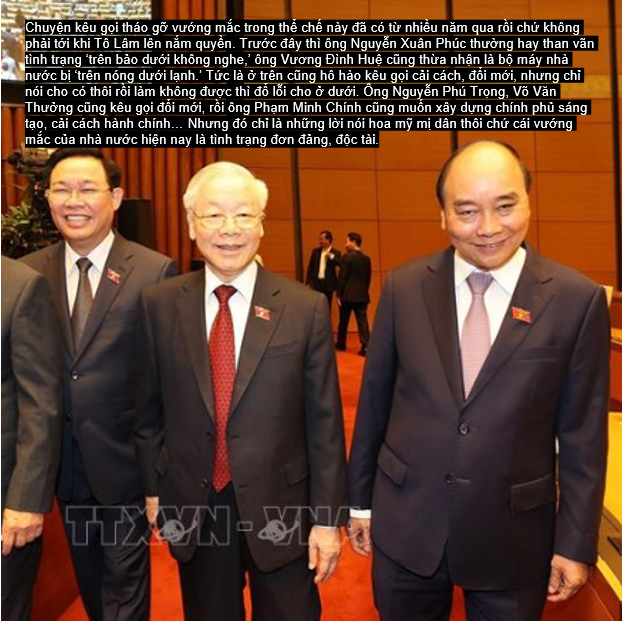 Chuyện kêu gọi tháo gỡ vướng mắc trong thể chế này đã có từ nhiều năm qua rồi chứ không
phải tới khi Tô Lâm lên nắm quyền. Trước đây thì ông Nguyễn Xuân Phúc thường hay than vãn
tình trạng ‘trên bảo dưới không nghe,’ ông Vương Đình Huệ cũng thừa nhận là bộ máy nhà
nước bị ‘trên nóng dưới lạnh.’ Tức là ở trên cũng hô hào kêu gọi cải cách, đổi mới, nhưng chỉ
nói cho có thôi rồi làm không được thì đổ lỗi cho ở dưới. Ông Nguyễn Phú Trọng, Võ Văn
Thưởng cũng kêu gọi đổi mới, rồi ông Phạm Minh Chính cũng muốn xây dựng chính phủ sáng
tạo, cải cách hành chính... Nhưng đó chỉ là những lời nói hoa mỹ mị dân thôi chứ cái vướng
mắc của nhà nước hiện nay là tình trạng đơn đảng, độc tài.
TTXVN - VNA